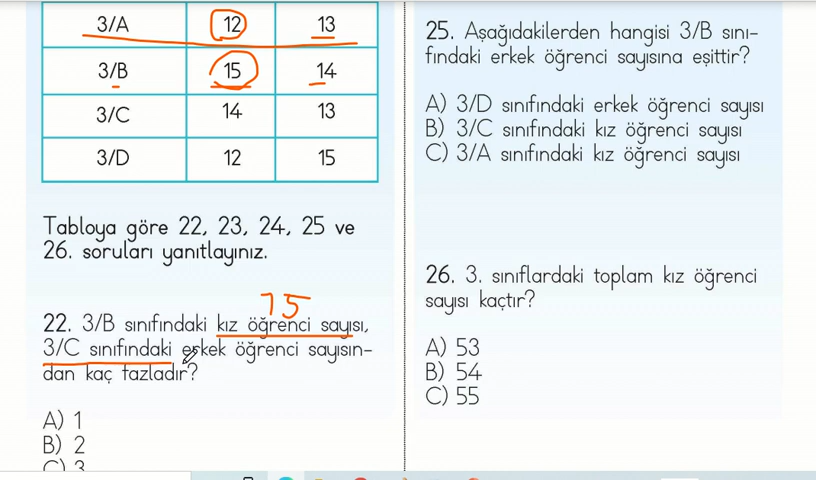 3/A 12 13
3/B 15 14
3/C 14 13
3/D 12 15
Tabloya göre 22, 23, 24, 25 ve
26. soruları yanıtlayınız.
15
22. 3/B sınıfındaki kız öğrenci sayısı,
3/C sınıfındaki erkek öğrenci sayısın-
dan kaç fazladır?
A) 1
B) 2
C) 3
25. Aşağıdakilerden hangisi 3/B sını-
fındaki erkek öğrenci sayısına eşittir?
A) 3/D sınıfındaki erkek öğrenci sayısı
B) 3/C sınıfındaki kız öğrenci sayısı
C) 3/A sınıfındaki kız öğrenci sayısı
26. 3. sınıflardaki toplam kız öğrenci
sayısı kaçtır?
A) 53
B) 54
C) 55